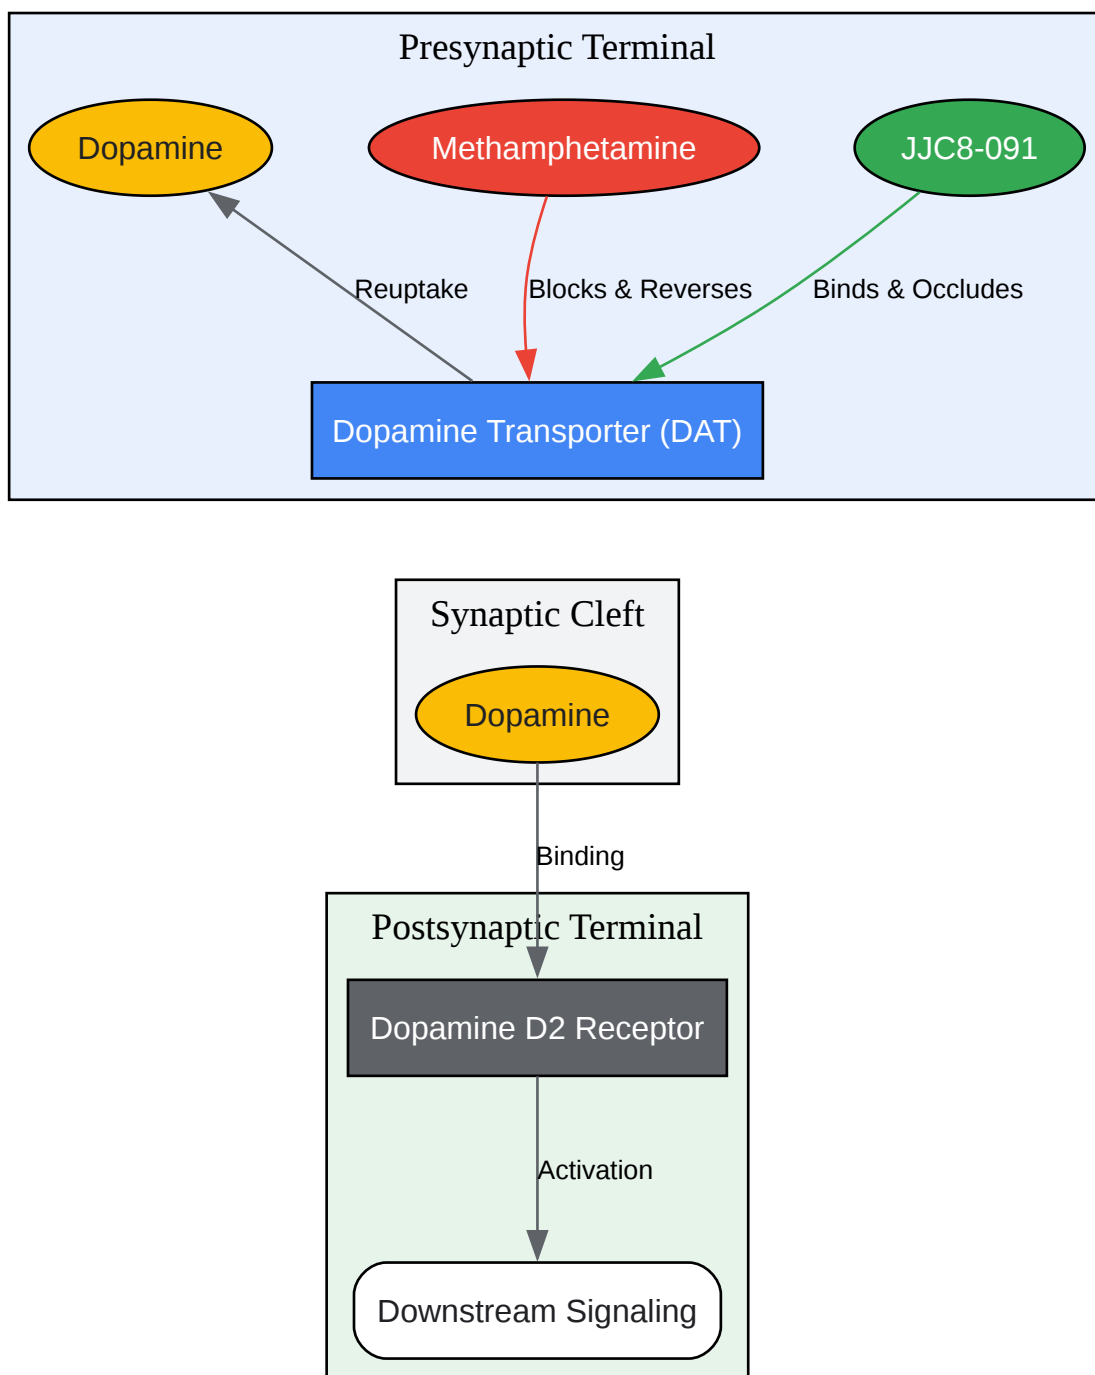 Presynaptic Terminal
Dopamine
Methamphetamine
JJC8-091
Reuptake
Blocks & Reverses
Binds & Occludes
Dopamine Transporter (DAT)
Synaptic Cleft
Dopamine
Binding
Postsynaptic Terminal
Dopamine D2 Receptor
Activation
Downstream Signaling